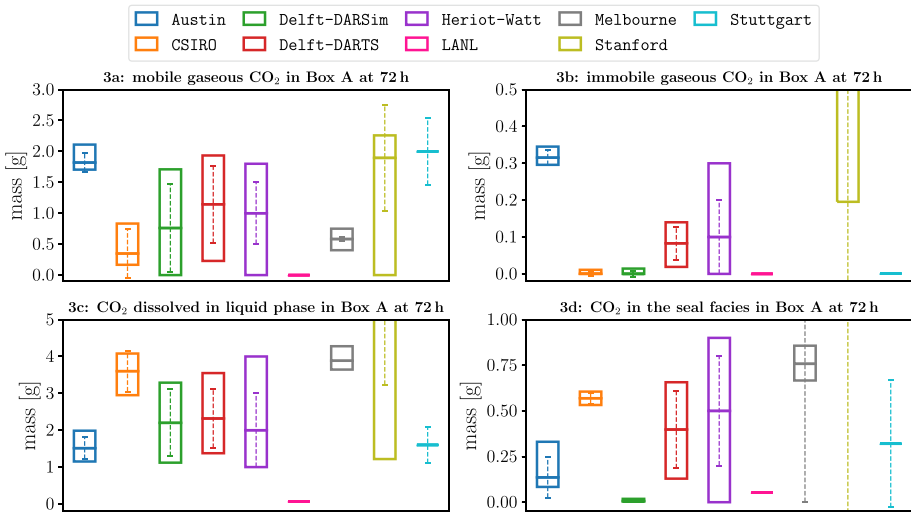 Austin Delft-DARSim Heriot-Watt Melbourne Stuttgart
CSIRO Delft-DARTS LANL Stanford
3a: mobile gaseous CO₂ in Box A at 72 h
3.0
2.5
2.0
1.5
1.0
0.5
0.0
mass [g]
3b: immobile gaseous CO₂ in Box A at 72 h
0.5
0.4
0.3
0.2
0.1
0.0
mass [g]
3c: CO₂ dissolved in liquid phase in Box A at 72 h
5
4
3
2
1
0
mass [g]
3d: CO₂ in the seal facies in Box A at 72 h
1.00
0.75
0.50
0.25
0.00
mass [g]